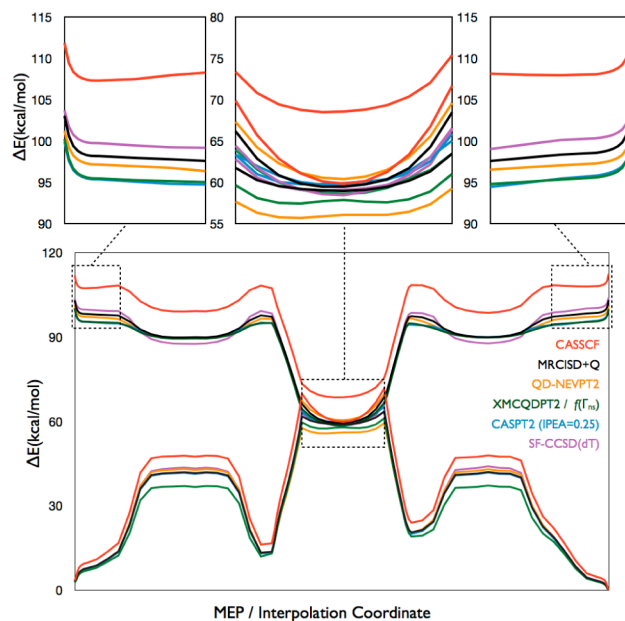 115
110
105
100
95
90
80
75
70
65
60
55
115
110
105
100
95
90
ΔE(kcal/mol)
120
90
60
30
0
ΔE(kcal/mol)
CASSCF
MRCISD+Q
QD-NEVPT2
XMCQDPT2 / f(Γns)
CASPT2 (IPEA=0.25)
SF-CCSD(dT)
MEP / Interpolation Coordinate